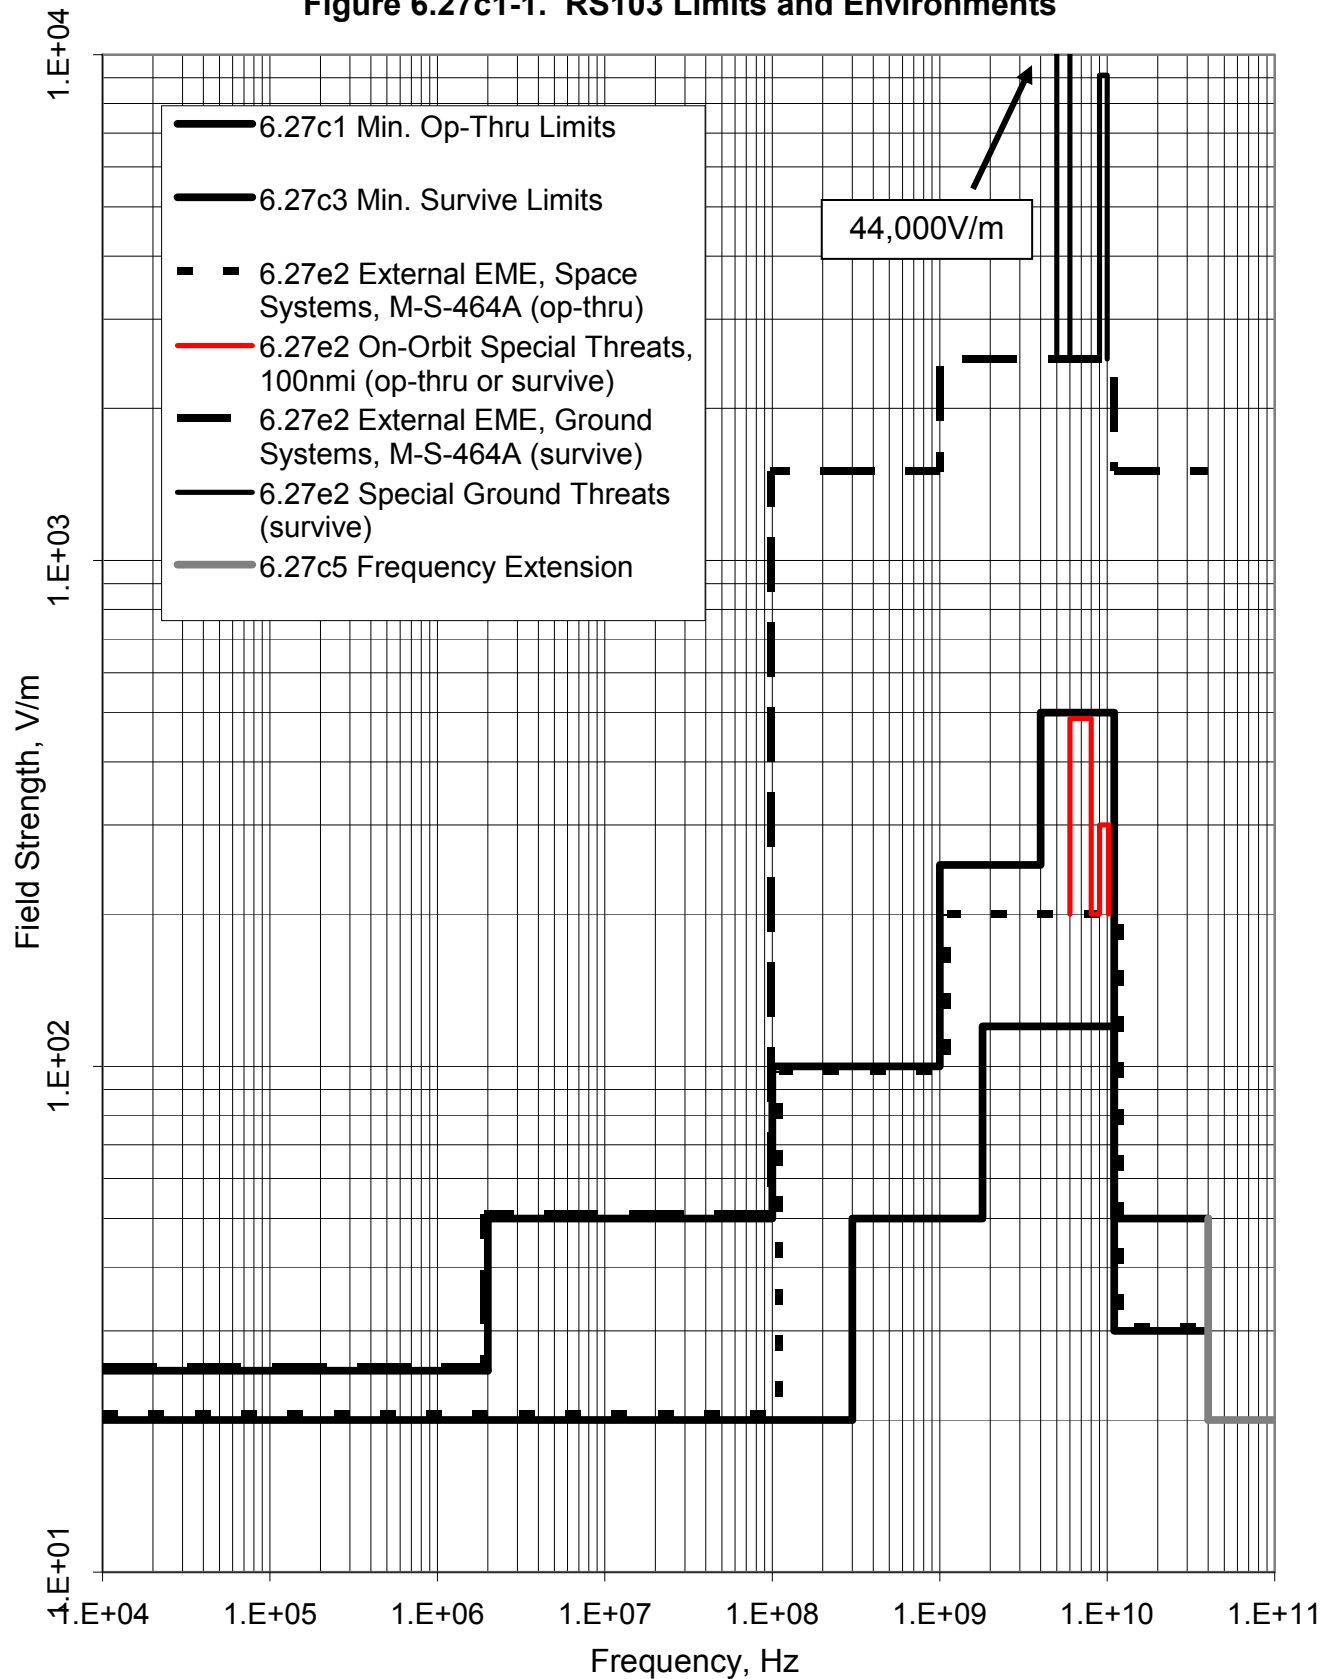 Figure 6.27c1-1. RS103 Limits and Environments
1.E+04
6.27c1 Min. Op-Thru Limits
6.27c3 Min. Survive Limits
6.27e2 External EME, Space
Systems, M-S-464A (op-thru)
6.27e2 On-Orbit Special Threats,
100nmi (op-thru or survive)
6.27e2 External EME, Ground
Systems, M-S-464A (survive)
6.27e2 Special Ground Threats
(survive)
6.27c5 Frequency Extension
44,000V/m
1.E+03
Field Strength, V/m
1.E+02
1.E+01
1.E+04 1.E+05 1.E+06 1.E+07 1.E+08 1.E+09 1.E+10 1.E+11
Frequency, Hz